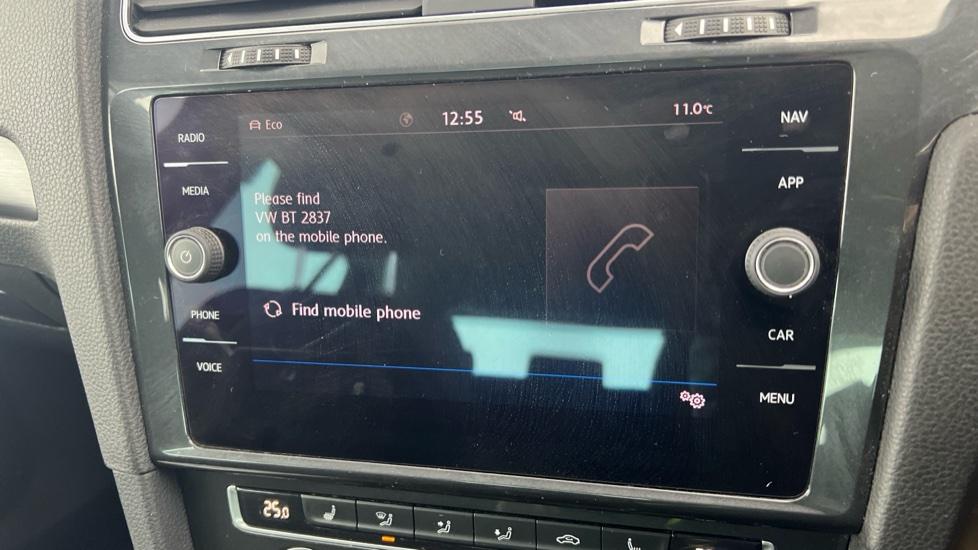 Eco 12:55 11.0°C
RADIO
MEDIA
PHONE
VOICE
Please find
VW BT 2837
on the mobile phone.
Find mobile phone
NAV
APP
CAR
MENU
25.0